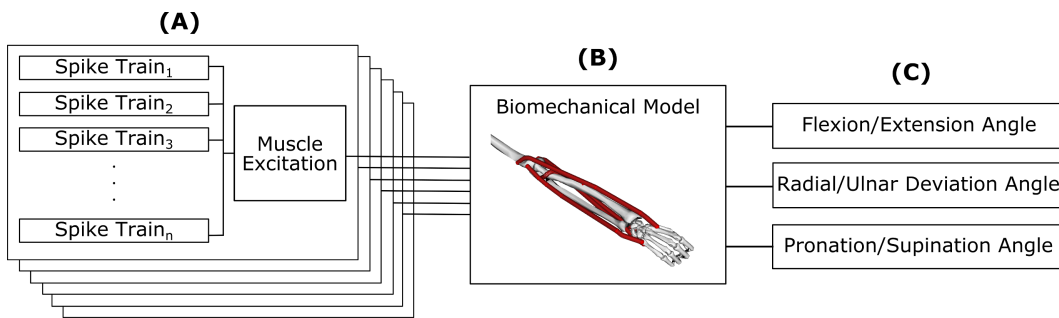 (A)
Spike Train₁
Spike Train₂
Spike Train₃
.
.
.
Spike Trainₙ
Muscle
Excitation
(B)
Biomechanical Model
(C)
Flexion/Extension Angle
Radial/Ulnar Deviation Angle
Pronation/Supination Angle